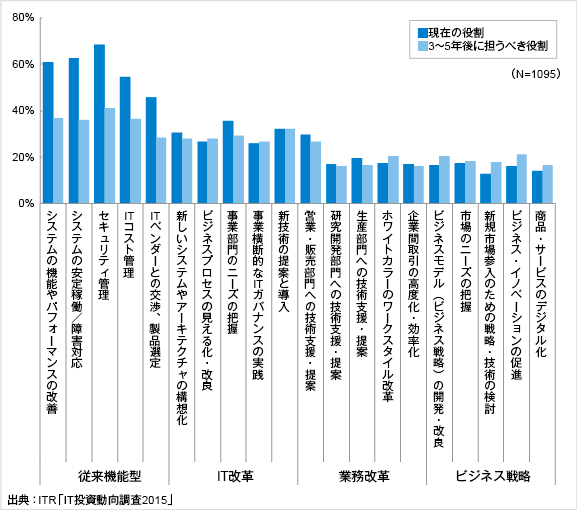 80%
60%
40%
20%
0%
現在の役割
3〜5年後に担うべき役割
(N=1095)
システムの機能やパフォーマンスの改善
システムの安定稼働／障害対応
セキュリティ管理
ITコスト管理
ITベンダーとの交渉、製品選定
新しいシステムやアーキテクチャの構想化
ビジネスプロセスの見える化・改良
事業部門のニーズの把握
事業横断的なITガバナンスの実践
新技術の提案と導入
営業・販売部門への技術支援・提案
研究開発部門への技術支援・提案
生産部門への技術支援・提案
ホワイトカラーのワークスタイル改革
企業間取引の高度化・効率化
ビジネスモデル（ビジネス戦略）の開発・改良
市場のニーズの把握
新規市場参入のための戦略・技術の検討
ビジネス・イノベーションの促進
商品・サービスのデジタル化
従来機能型
IT改革
業務改革
ビジネス戦略
出典：ITR「IT投資動向調査2015」